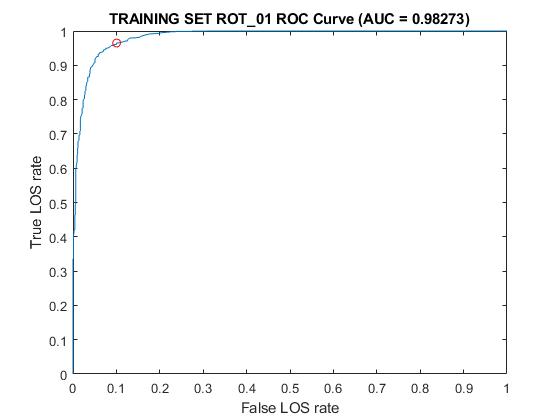 TRAINING SET ROT_01 ROC Curve (AUC = 0.98273)
1
0.9
0.8
0.7
0.6
0.5
0.4
0.3
0.2
0.1
0
True LOS rate
0 0.1 0.2 0.3 0.4 0.5 0.6 0.7 0.8 0.9 1
False LOS rate